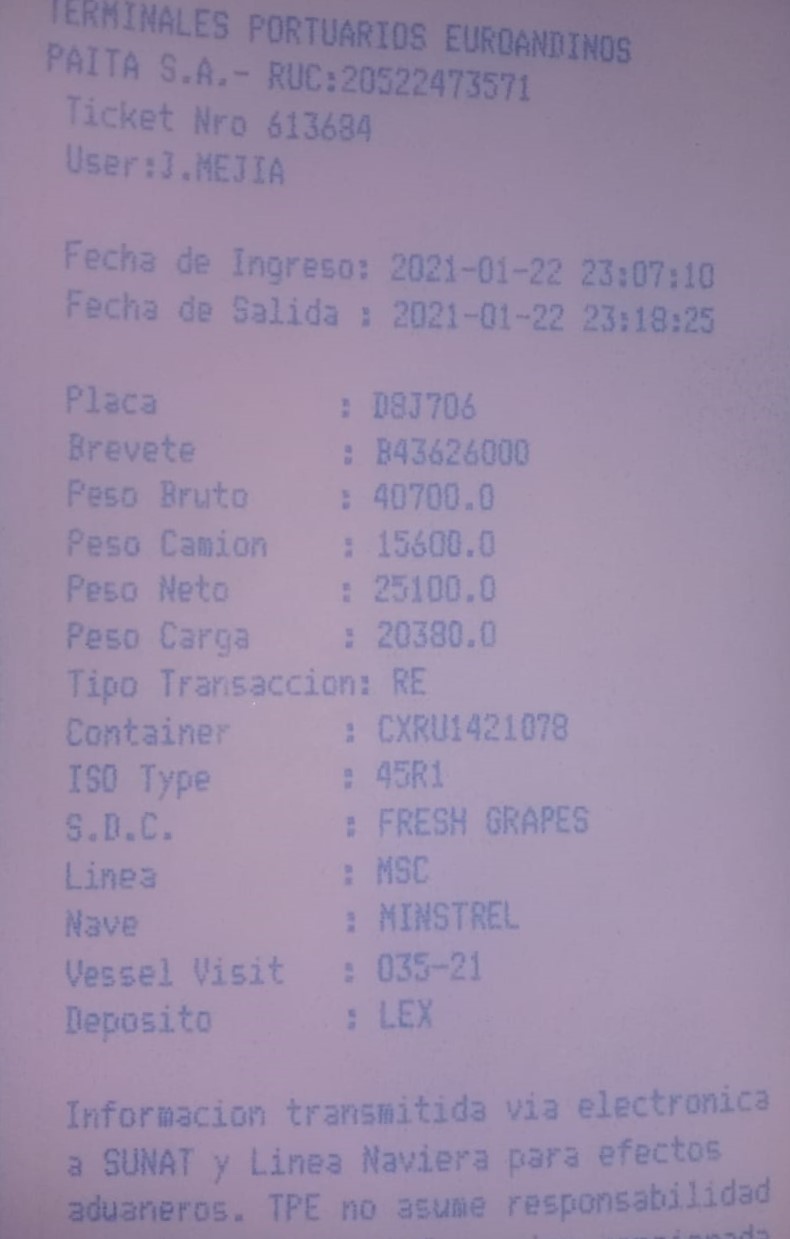 TERMINALES PORTUARIOS EUROANDINOS
PAITA S.A.- RUC:20522473571
Ticket Nro 613684
User:J.MEJIA
Fecha de Ingreso: 2021-01-22 23:07:10
Fecha de Salida : 2021-01-22 23:18:25
Placa : D8J706
Brevete : B43626000
Peso Bruto : 40700.0
Peso Camion : 15600.0
Peso Neto : 25100.0
Peso Carga : 20380.0
Tipo Transaccion: RE
Container : CXRU1421078
ISO Type : 45R1
S.D.C. : FRESH GRAPES
Linea : MSC
Nave : MINSTREL
Vessel Visit : 035-21
Deposito : LEX
Informacion transmitida via electronica
a SUNAT y Linea Naviera para efectos
aduaneros. TPE no asume responsabilidad